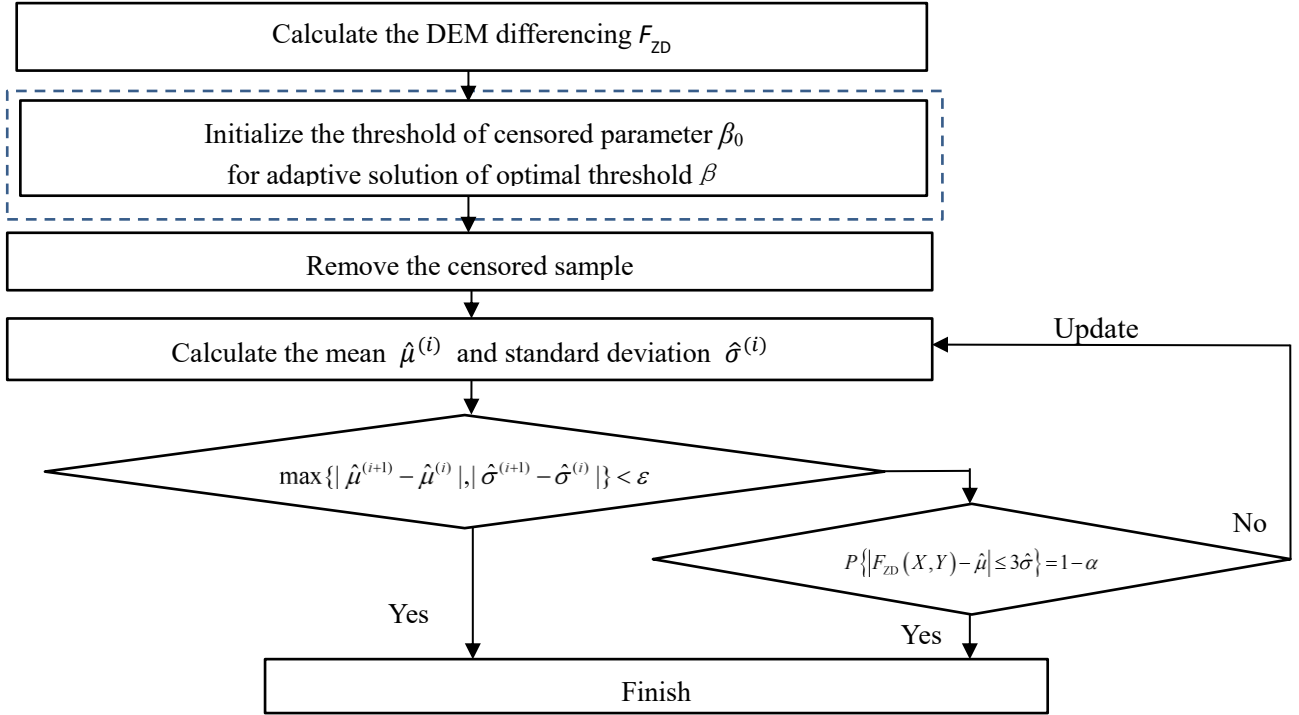 Calculate the DEM differencing F_ZD
Initialize the threshold of censored parameter β₀
for adaptive solution of optimal threshold β
Remove the censored sample
Update
Calculate the mean μ̂⁽ⁱ⁾ and standard deviation σ̂⁽ⁱ⁾
max{| μ̂⁽ⁱ⁺¹⁾ − μ̂⁽ⁱ⁾ |,| σ̂⁽ⁱ⁺¹⁾ − σ̂⁽ⁱ⁾ |} < ε
No
P{|F_ZD(X,Y) − μ̂| ≤ 3σ̂} = 1 − α
Yes
Yes
Finish